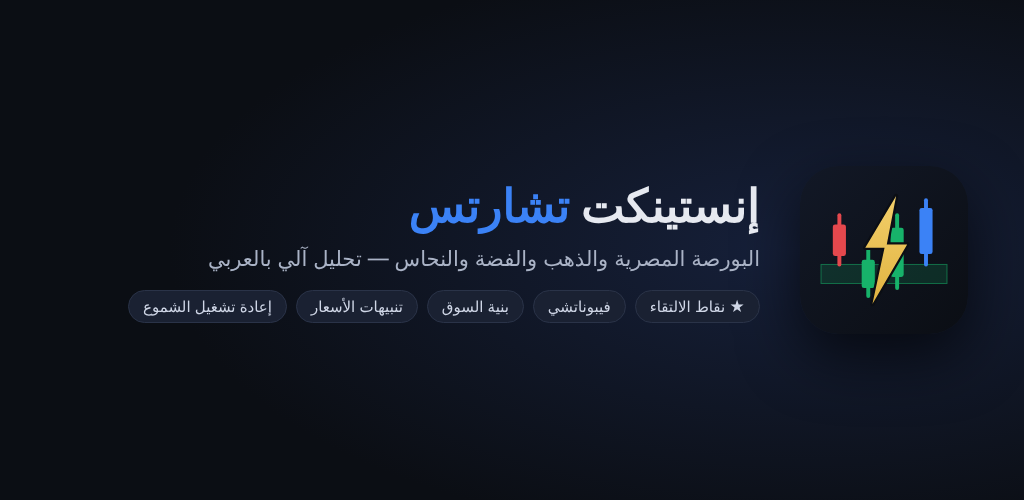 إنستينكت تشارتس
البورصة المصرية والذهب والفضة والنحاس — تحليل آلي بالعربي
★ نقاط الالتقاء
فيبوناتشي
بنية السوق
تنبيهات الأسعار
إعادة تشغيل الشموع